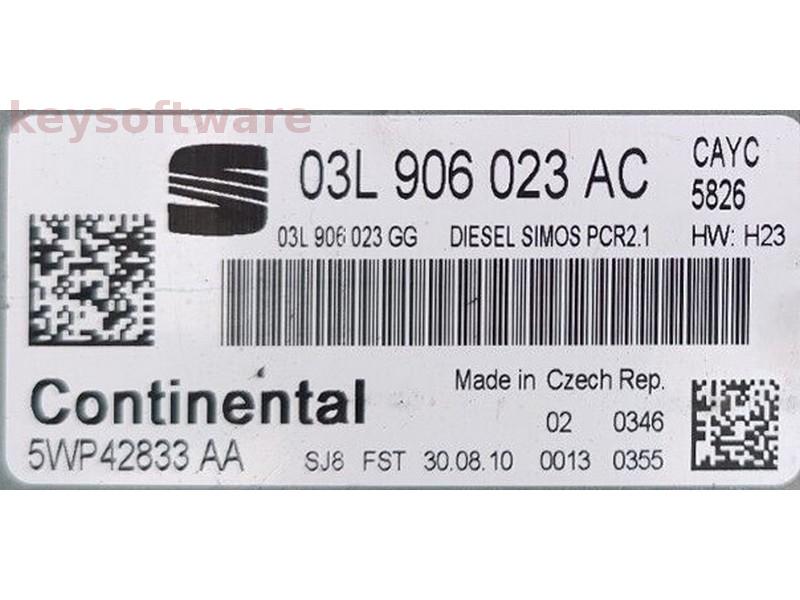 keysoftware
03L 906 023 AC
CAYC
5826
03L 906 023 GG DIESEL SIMOS PCR2.1 HW: H23
Continental
Made in Czech Rep.
02 0346
5WP42833 AA SJ8 FST 30.08.10 0013 0355